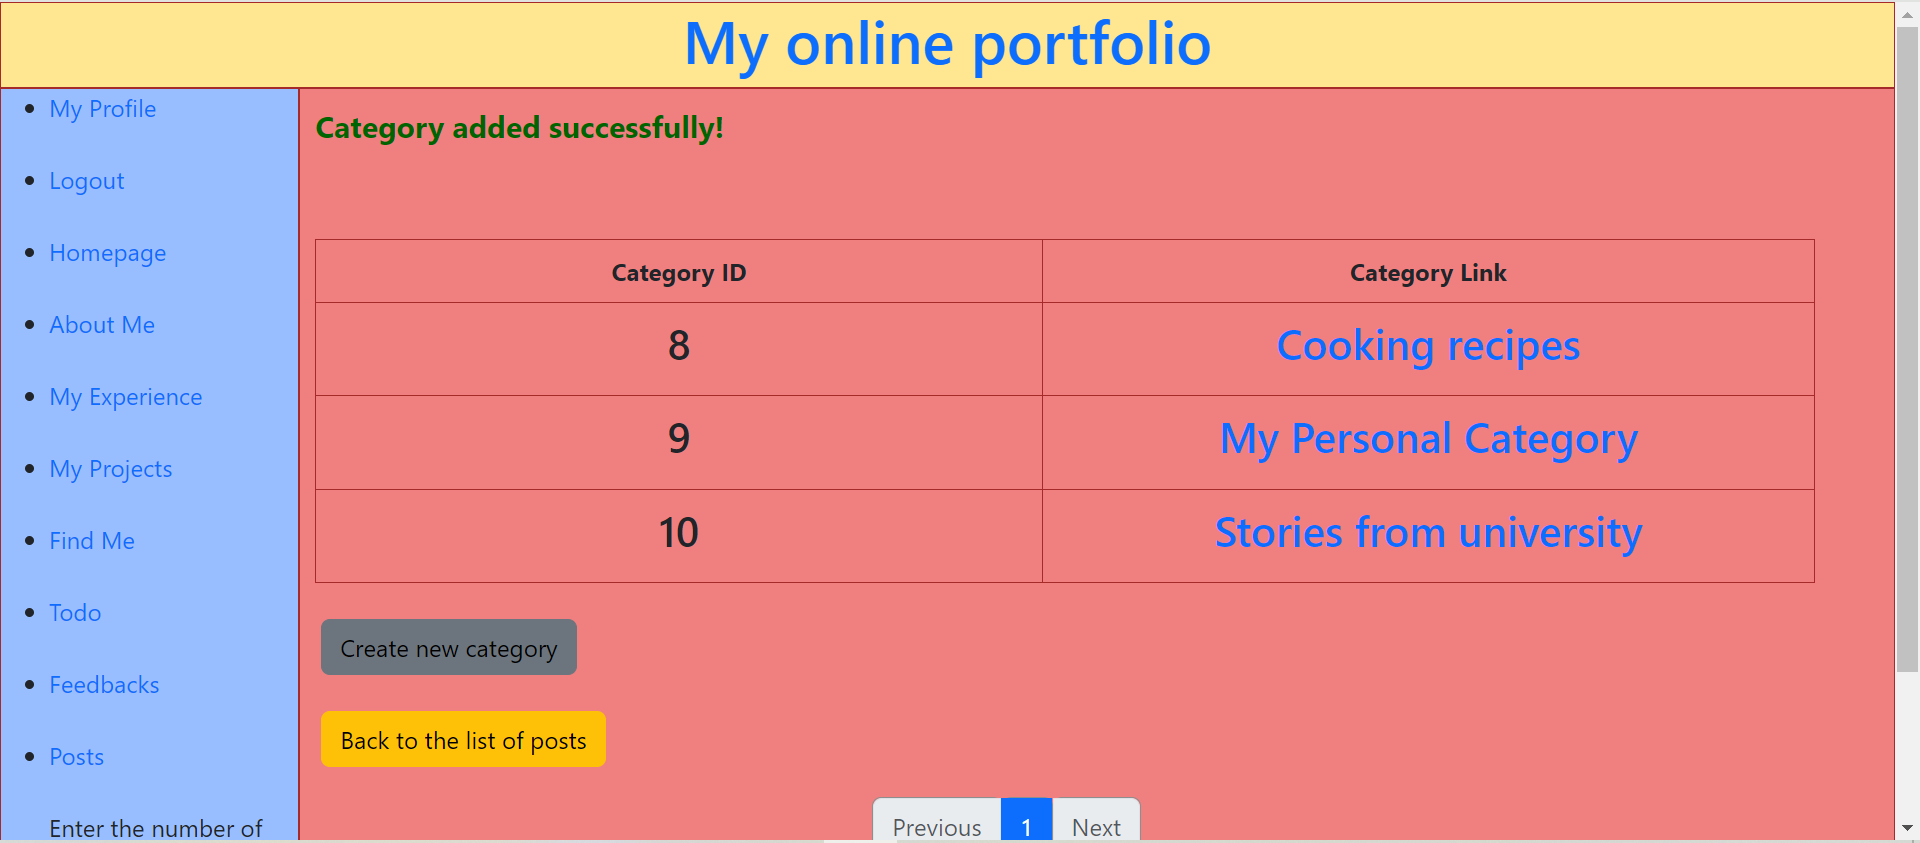 My online portfolio
My Profile
Logout
Homepage
About Me
My Experience
My Projects
Find Me
Todo
Feedbacks
Posts
Enter the number of
Category added successfully!
Category ID Category Link
8 Cooking recipes
9 My Personal Category
10 Stories from university
Create new category
Back to the list of posts
Previous 1 Next